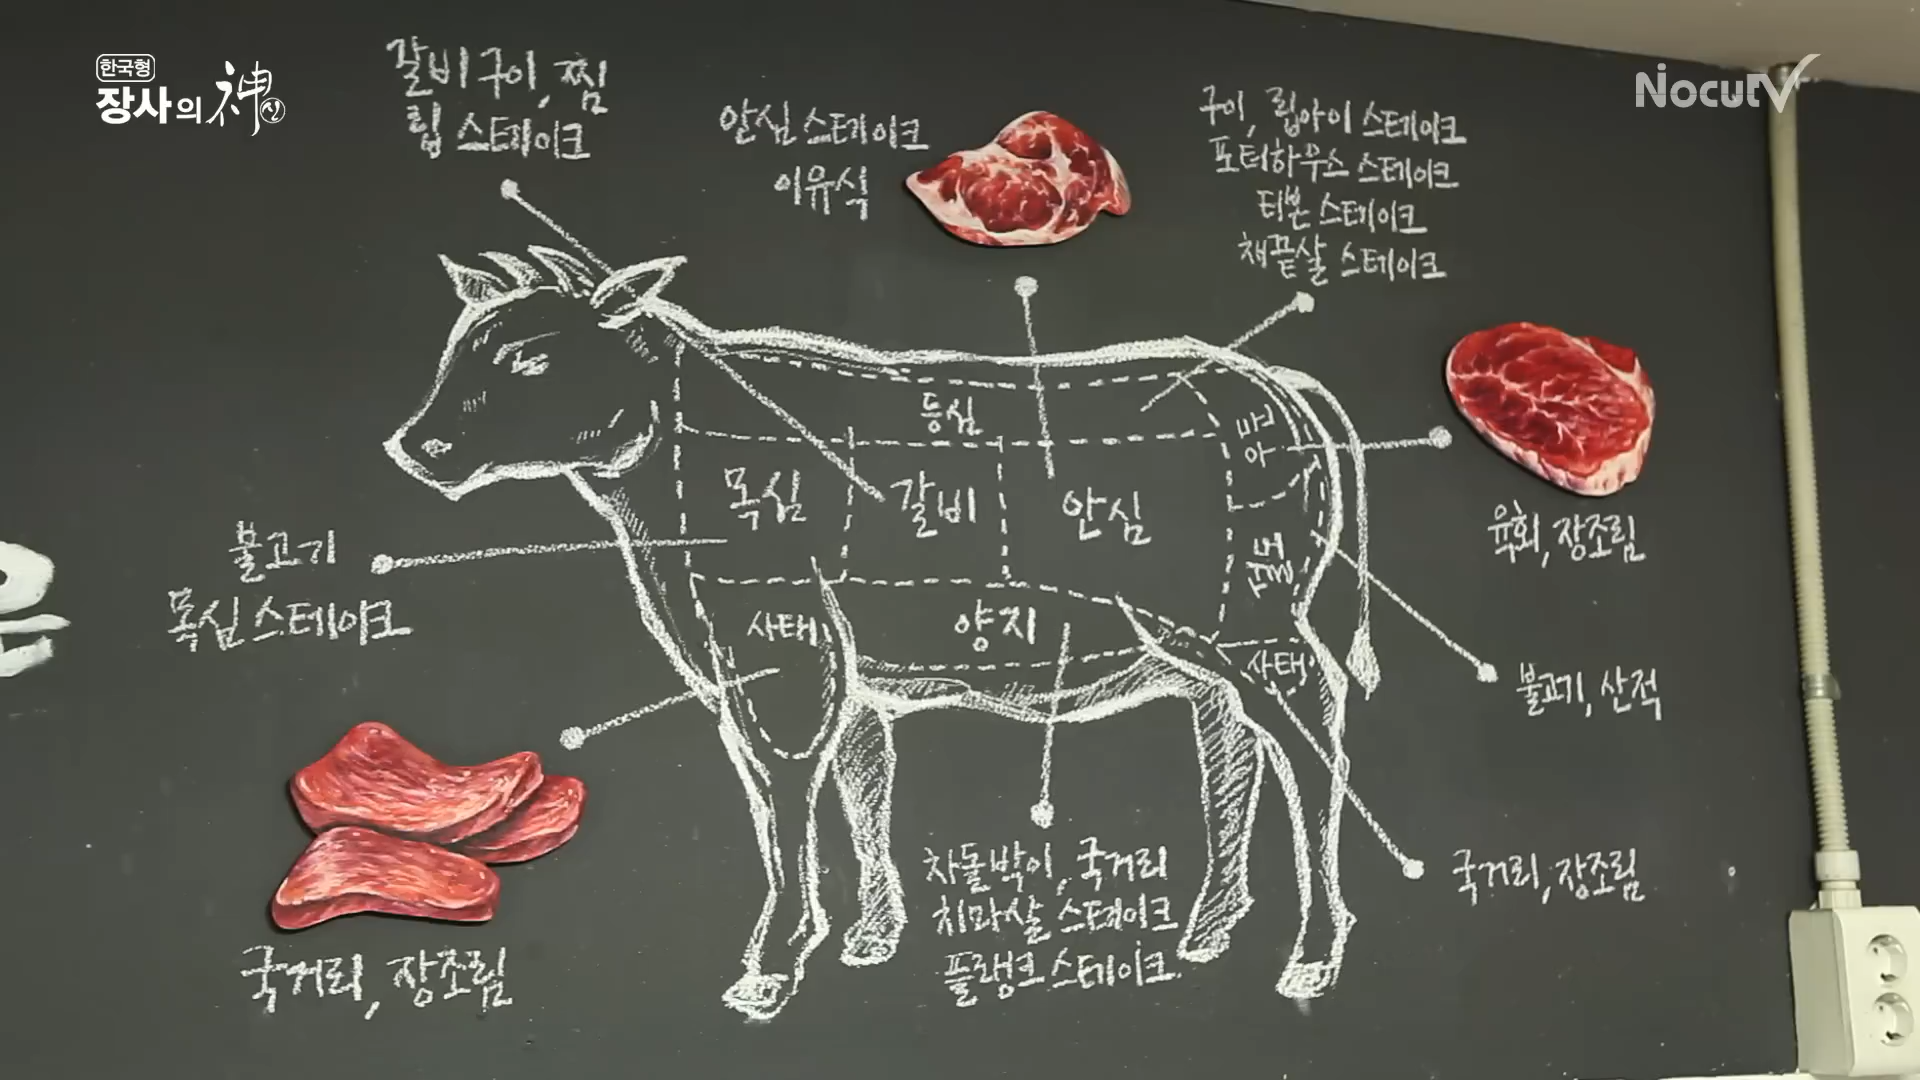 한국형
장사의 神 신
NocutV
갈비 구이, 찜
립 스테이크
안심 스테이크
이유식
구이, 립아이 스테이크
포터하우스 스테이크
티본 스테이크
채끝살 스테이크
등심
목심
갈비
안심
사태
양지
사태
불고기
목심 스테이크
육회, 장조림
불고기, 산적
국거리, 장조림
차돌박이, 국거리
치마살 스테이크
플랭크 스테이크
국거리, 장조림